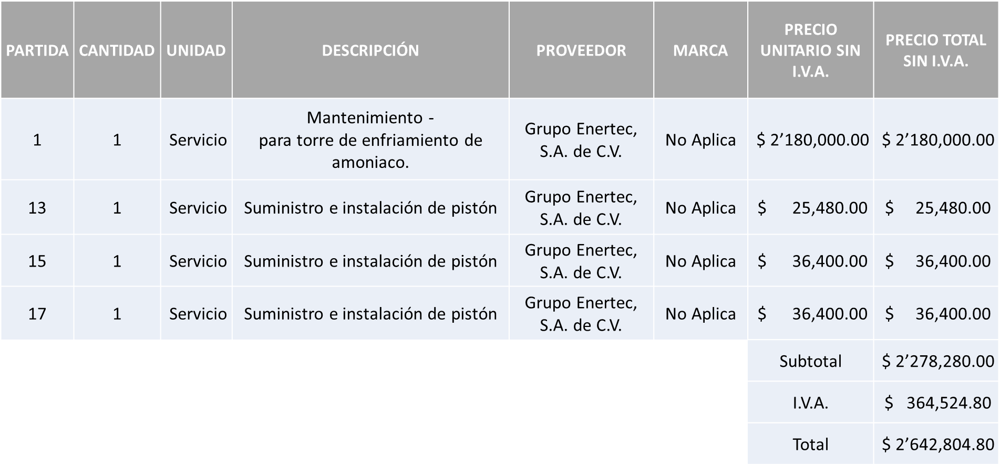 PARTIDA CANTIDAD UNIDAD DESCRIPCIÓN PROVEEDOR MARCA PRECIO UNITARIO SIN I.V.A. PRECIO TOTAL SIN I.V.A.
1 1 Servicio Mantenimiento - para torre de enfriamiento de amoniaco. Grupo Enertec, S.A. de C.V. No Aplica $ 2’180,000.00 $ 2’180,000.00
13 1 Servicio Suministro e instalación de pistón Grupo Enertec, S.A. de C.V. No Aplica $ 25,480.00 $ 25,480.00
15 1 Servicio Suministro e instalación de pistón Grupo Enertec, S.A. de C.V. No Aplica $ 36,400.00 $ 36,400.00
17 1 Servicio Suministro e instalación de pistón Grupo Enertec, S.A. de C.V. No Aplica $ 36,400.00 $ 36,400.00
Subtotal $ 2’278,280.00
I.V.A. $ 364,524.80
Total $ 2’642,804.80